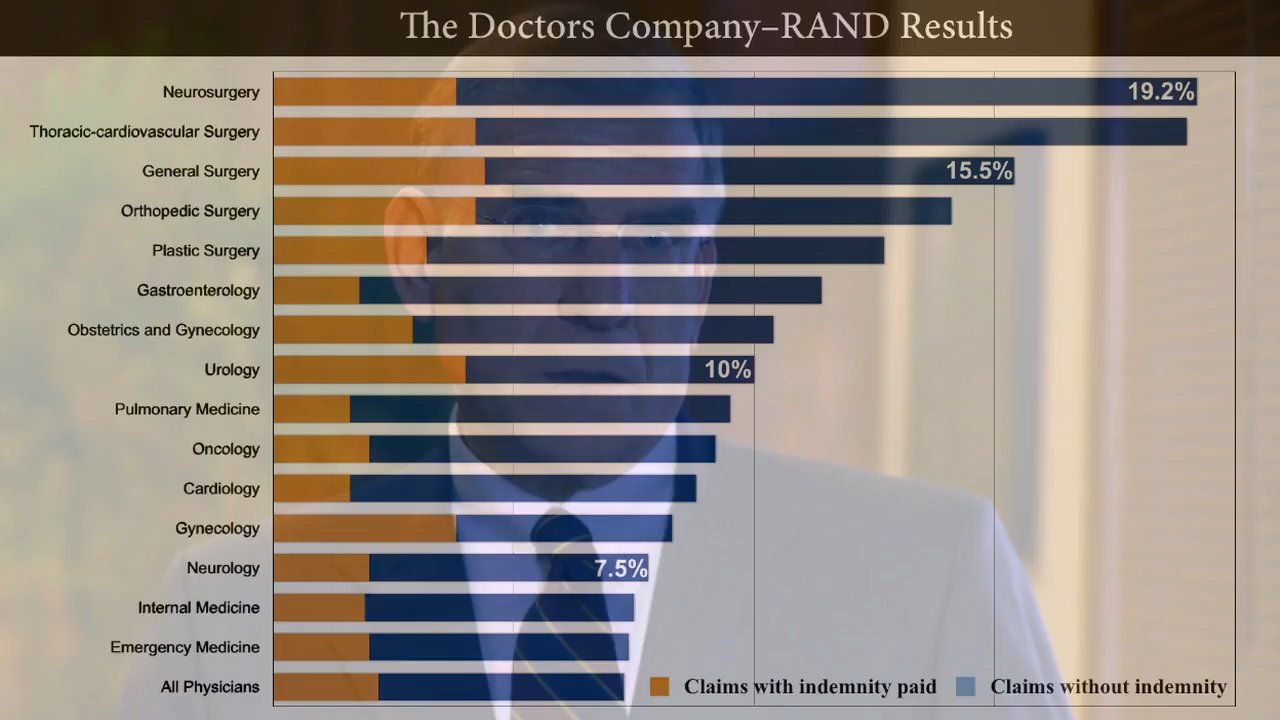 The Doctors Company–RAND Results
Neurosurgery 19.2%
Thoracic-cardiovascular Surgery
General Surgery 15.5%
Orthopedic Surgery
Plastic Surgery
Gastroenterology
Obstetrics and Gynecology
Urology 10%
Pulmonary Medicine
Oncology
Cardiology
Gynecology
Neurology 7.5%
Internal Medicine
Emergency Medicine
All Physicians Claims with indemnity paid Claims without indemnity